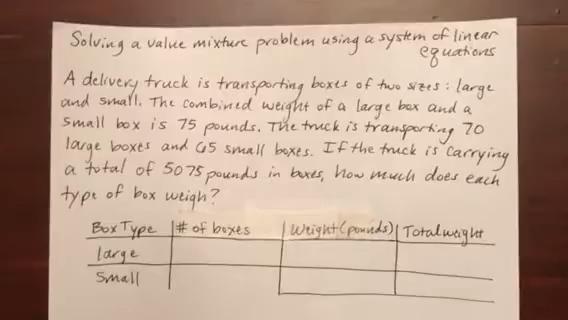 Solving a value mixture problem using a system of linear
equations
A delivery truck is transporting boxes of two sizes: large
and small. The combined weight of a large box and a
small box is 75 pounds. The truck is transporting 70
large boxes and 65 small boxes. If the truck is carrying
a total of 5075 pounds in boxes, how much does each
type of box weigh?
Box Type # of boxes Weight (pounds) Total weight
large
Small